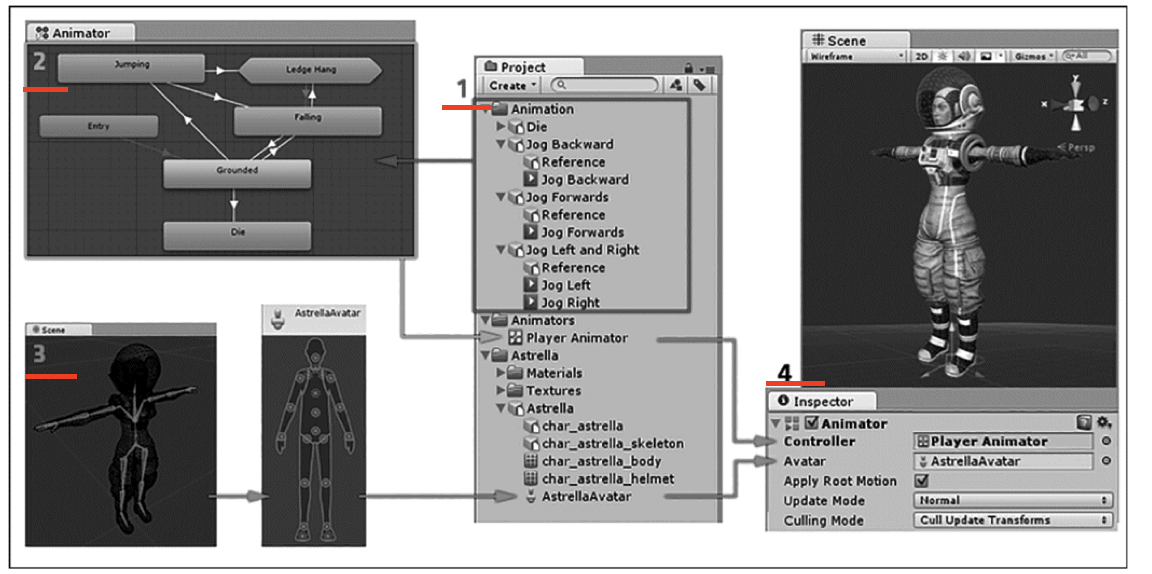 Animator
2
Jumping
Ledge Hang
Entry
Falling
Grounded
Die
1
Project
Create
Animation
Die
Jog Backward
Reference
Jog Backward
Jog Forwards
Reference
Jog Forwards
Jog Left and Right
Reference
Jog Left
Jog Right
Animators
Player Animator
Astrella
Materials
Textures
Astrella
char_astrella
char_astrella_skeleton
char_astrella_body
char_astrella_helmet
AstrellaAvatar
Scene
3
AstrellaAvatar
Scene
Wireframe 2D Gizmos All
Y
X Z
Persp
4
Inspector
Animator
Controller Player Animator
Avatar AstrellaAvatar
Apply Root Motion
Update Mode Normal
Culling Mode Cull Update Transforms